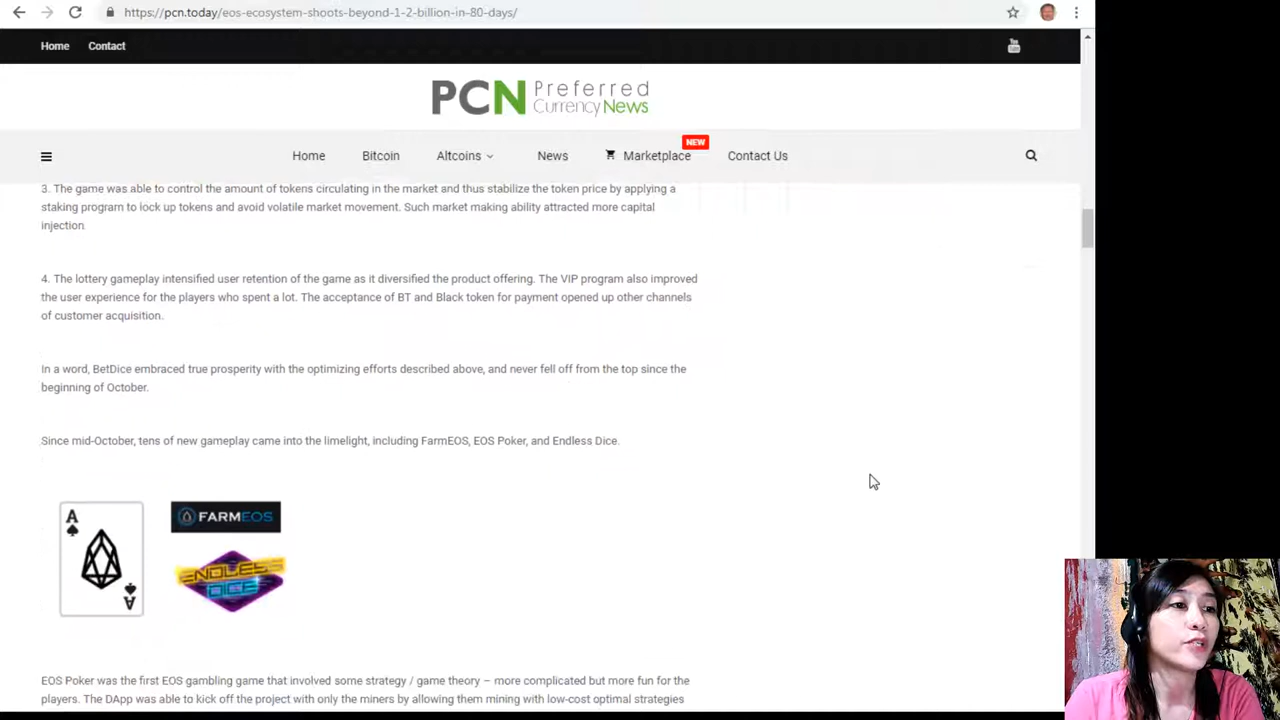 https://pcn.today/eos-ecosystem-shoots-beyond-1-2-billion-in-80-days/
Home Contact You Tube
PCN Preferred Currency News
NEW
Home Bitcoin Altcoins News Marketplace Contact Us
3. The game was able to control the amount of tokens circulating in the market and thus stabilize the token price by applying a
staking program to lock up tokens and avoid volatile market movement. Such market making ability attracted more capital
injection
4. The lottery gameplay intensified user retention of the game as it diversified the product offering. The VIP program also improved
the user experience for the players who spent a lot. The acceptance of BT and Black token for payment opened up other channels
of customer acquisition.
In a word, BetDice embraced true prosperity with the optimizing efforts described above, and never fell off from the top since the
beginning of October.
Since mid-October, tens of new gameplay came into the limelight, including FarmEOS, EOS Poker, and Endless Dice.
A
FARMEOS
ENDLESS
DICE
A
EOS Poker was the first EOS gambling game that involved some strategy / game theory – more complicated but more fun for the
players. The DApp was able to kick off the project with only the miners by allowing them mining with low-cost optimal strategies